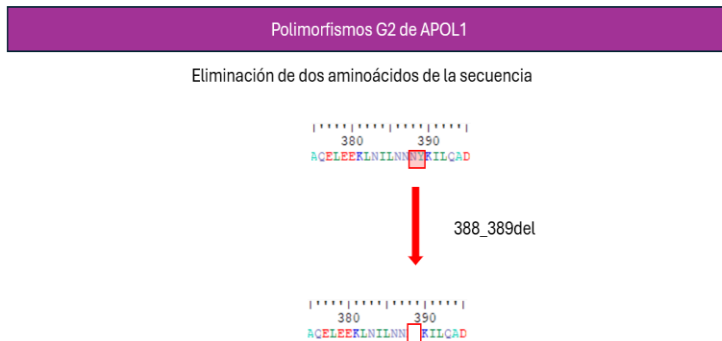 Polimorfismos G2 de APOL1
Eliminación de dos aminoácidos de la secuencia
380 390
AQELEEKLNILNNNYKILQAD
388_389del
380 390
AQELEEKLNILNN KILQAD